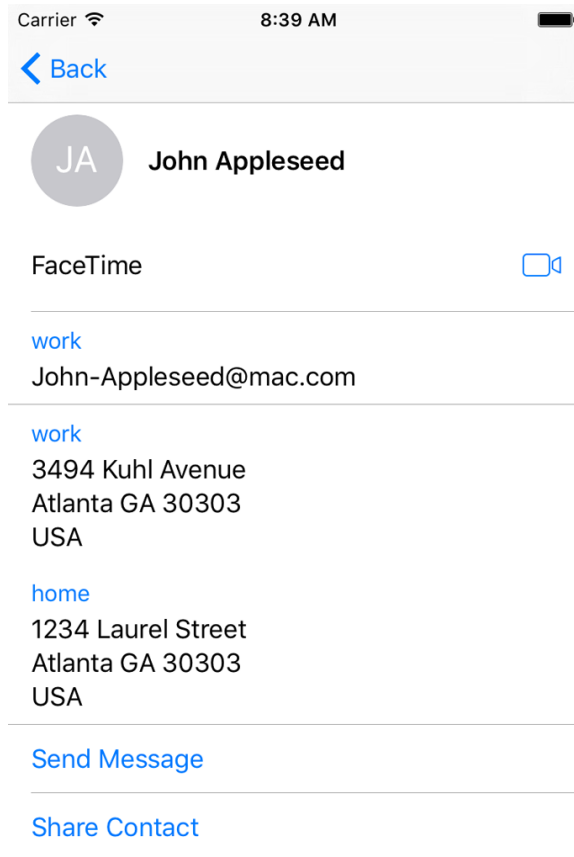 Carrier 8:39 AM
Back
JA
John Appleseed
FaceTime
work
John-Appleseed@mac.com
work
3494 Kuhl Avenue
Atlanta GA 30303
USA
home
1234 Laurel Street
Atlanta GA 30303
USA
Send Message
Share Contact